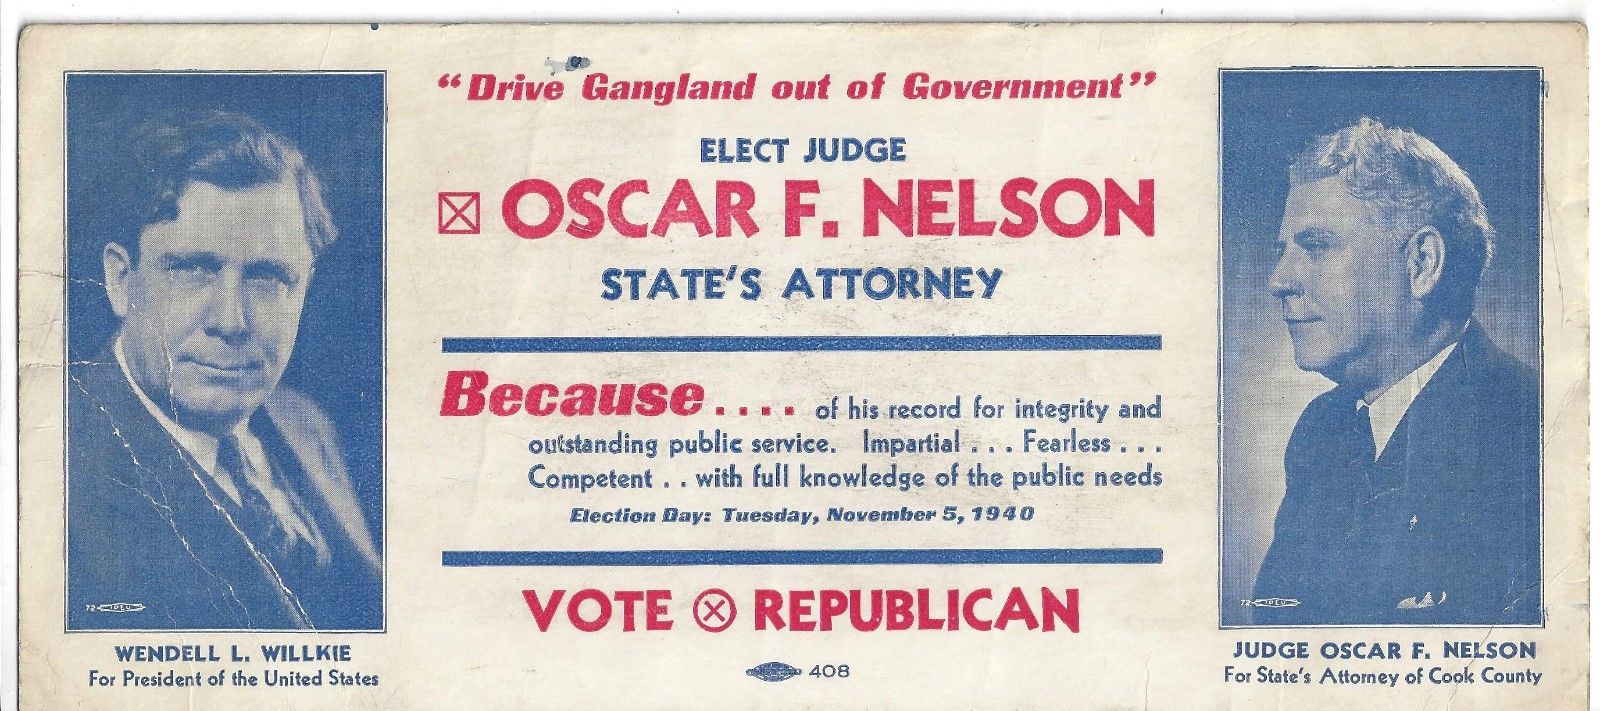 "Drive Gangland out of Government"
ELECT JUDGE
OSCAR F. NELSON
STATE'S ATTORNEY
Because.... of his record for integrity and
outstanding public service. Impartial ... Fearless ...
Competent .. with full knowledge of the public needs
Election Day: Tuesday, November 5, 1940
VOTE REPUBLICAN
408
72
WENDELL L. WILLKIE
For President of the United States
72
JUDGE OSCAR F. NELSON
For State's Attorney of Cook County